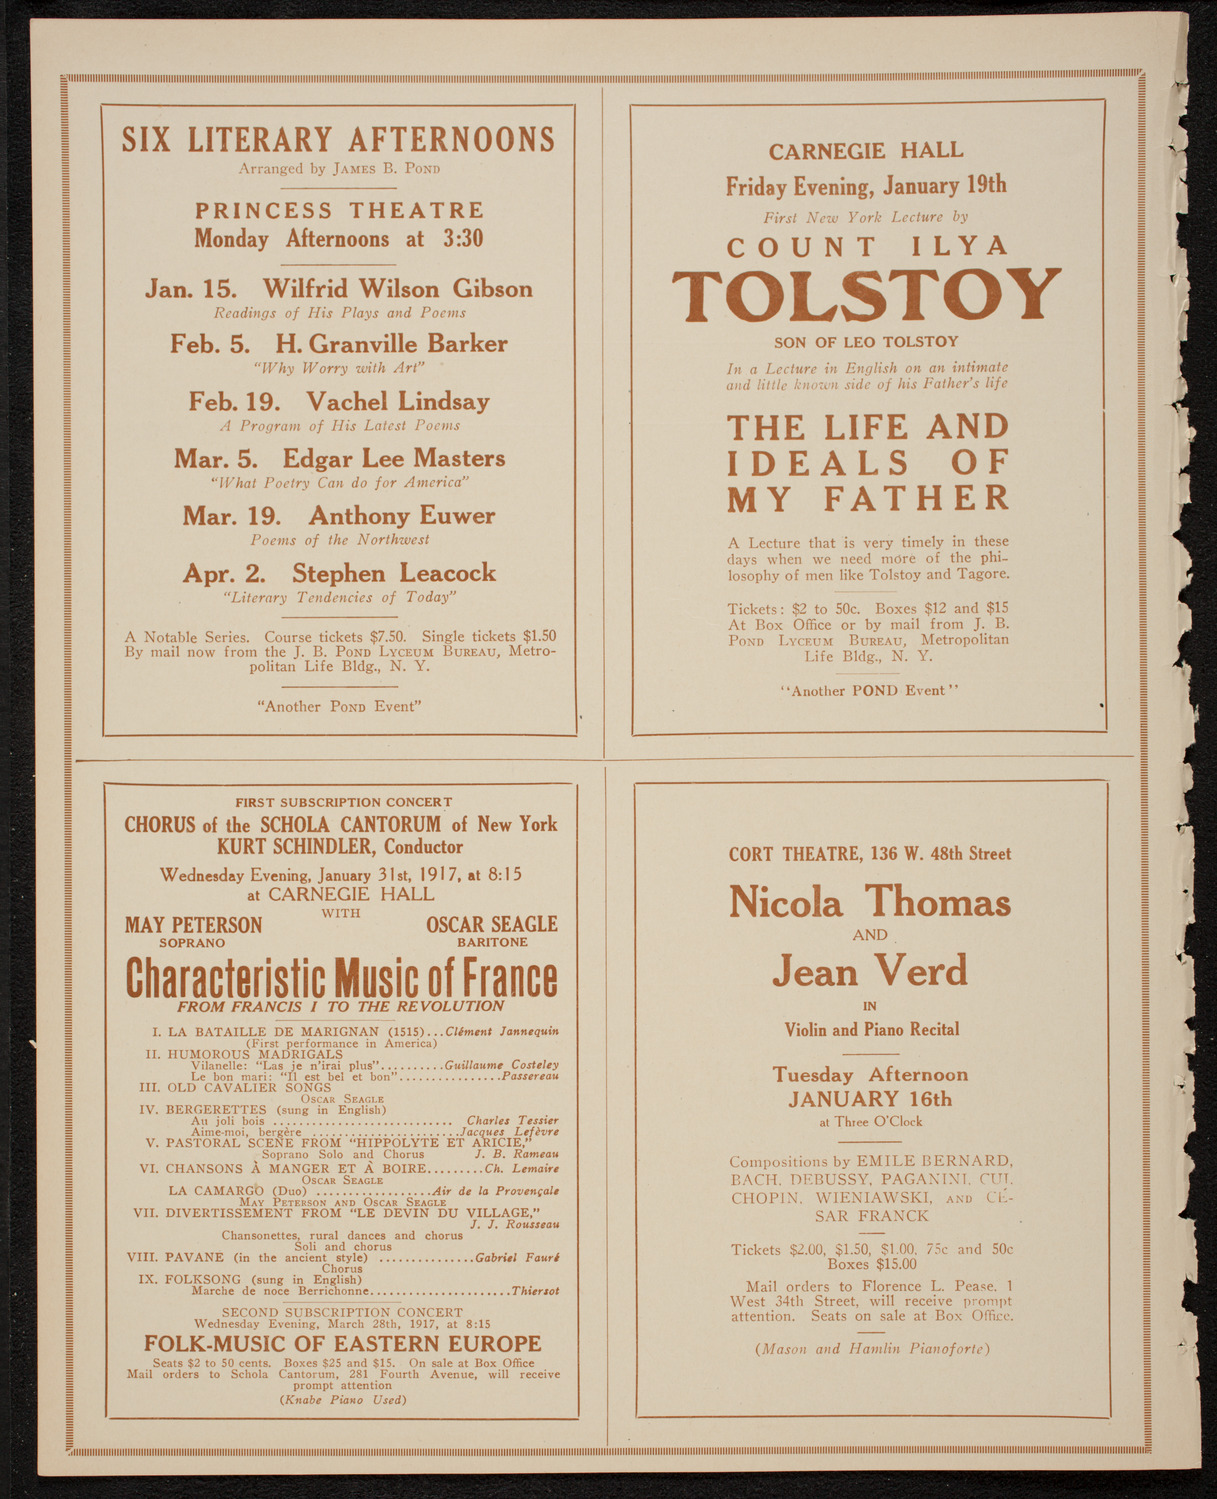 SIX LITERARY AFTERNOONS
Arranged by JAMES B. POND
PRINCESS THEATRE
Monday Afternoons at 3:30
Jan. 15. Wilfrid Wilson Gibson
Readings of His Plays and Poems
Feb. 5. H. Granville Barker
“Why Worry with Art”
Feb. 19. Vachel Lindsay
A Program of His Latest Poems
Mar. 5. Edgar Lee Masters
“What Poetry Can do for America”
Mar. 19. Anthony Euwer
Poems of the Northwest
Apr. 2. Stephen Leacock
“Literary Tendencies of Today”
A Notable Series. Course tickets $7.50. Single tickets $1.50
By mail now from the J. B. POND LYCEUM BUREAU, Metro-
politan Life Bldg., N. Y.
“Another POND Event”
CARNEGIE HALL
Friday Evening, January 19th
First New York Lecture by
COUNT ILYA
TOLSTOY
SON OF LEO TOLSTOY
In a Lecture in English on an intimate
and little known side of his Father's life
THE LIFE AND
IDEALS OF
MY FATHER
A Lecture that is very timely in these
days when we need more of the phi-
losophy of men like Tolstoy and Tagore.
Tickets: $2 to 50c. Boxes $12 and $15
At Box Office or by mail from J. B.
POND LYCEUM BUREAU, Metropolitan
Life Bldg., N. Y.
‘‘Another POND Event’’
FIRST SUBSCRIPTION CONCERT
CHORUS of the SCHOLA CANTORUM of New York
KURT SCHINDLER, Conductor
Wednesday Evening, January 31st, 1917, at 8:15
at CARNEGIE HALL
WITH
MAY PETERSON OSCAR SEAGLE
SOPRANO BARITONE
Characteristic Music of France
FROM FRANCIS I TO THE REVOLUTION
I. LA BATAILLE DE MARIGNAN (1515)...Clément Jannequin
(First performance in America)
II. HUMOROUS MADRIGALS
Vilanelle: “Las je n'irai plus”..........Guillaume Costeley
Le bon mari: “Il est bel et bon”................Passereau
III. OLD CAVALIER SONGS
OSCAR SEAGLE
IV. BERGERETTES (sung in English)
Au joli bois ............................ Charles Tessier
Aime-moi, bergère .......................Jacques Lefèvre
V. PASTORAL SCENE FROM “HIPPOLYTE ET ARICIE,”
Soprano Solo and Chorus J. B. Rameau
VI. CHANSONS À MANGER ET À BOIRE.........Ch. Lemaire
OSCAR SEAGLE
LA CAMARGO (Duo) ..................Air de la Provençale
MAY PETERSON AND OSCAR SEAGLE
VII. DIVERTISSEMENT FROM “LE DEVIN DU VILLAGE,”
J. J. Rousseau
Chansonettes, rural dances and chorus
Soli and chorus
VIII. PAVANE (in the ancient style) ...............Gabriel Fauré
Chorus
IX. FOLKSONG (sung in English)
Marche de noce Berrichonne......................Thiersot
SECOND SUBSCRIPTION CONCERT
Wednesday Evening, March 28th, 1917, at 8:15
FOLK-MUSIC OF EASTERN EUROPE
Seats $2 to 50 cents. Boxes $25 and $15. On sale at Box Office
Mail orders to Schola Cantorum, 281 Fourth Avenue, will receive
prompt attention
(Knabe Piano Used)
CORT THEATRE, 136 W. 48th Street
Nicola Thomas
AND
Jean Verd
IN
Violin and Piano Recital
Tuesday Afternoon
JANUARY 16th
at Three O'Clock
Compositions by EMILE BERNARD,
BACH, DEBUSSY, PAGANINI, CUI,
CHOPIN, WIENIAWSKI, AND CÉ-
SAR FRANCK
Tickets $2.00, $1.50, $1.00, 75c and 50c
Boxes $15.00
Mail orders to Florence L. Pease, 1
West 34th Street, will receive prompt
attention. Seats on sale at Box Office.
(Mason and Hamlin Pianoforte)